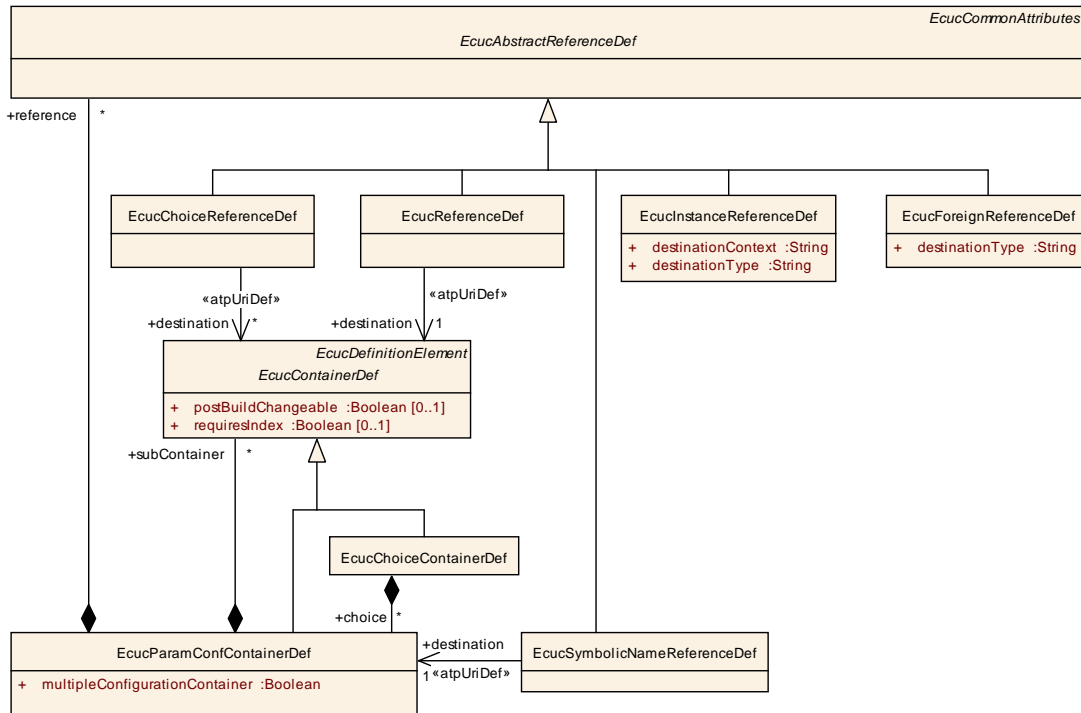 EcucCommonAttributes
EcucAbstractReferenceDef
+reference *
EcucChoiceReferenceDef
EcucReferenceDef
EcucInstanceReferenceDef
+ destinationContext :String
+ destinationType :String
EcucForeignReferenceDef
+ destinationType :String
«atpUriDef»
+destination *
«atpUriDef»
+destination 1
EcucDefinitionElement
EcucContainerDef
+ postBuildChangeable :Boolean [0..1]
+ requiresIndex :Boolean [0..1]
+subContainer *
EcucChoiceContainerDef
+choice *
EcucParamConfContainerDef
+ multipleConfigurationContainer :Boolean
+destination
1 «atpUriDef»
EcucSymbolicNameReferenceDef